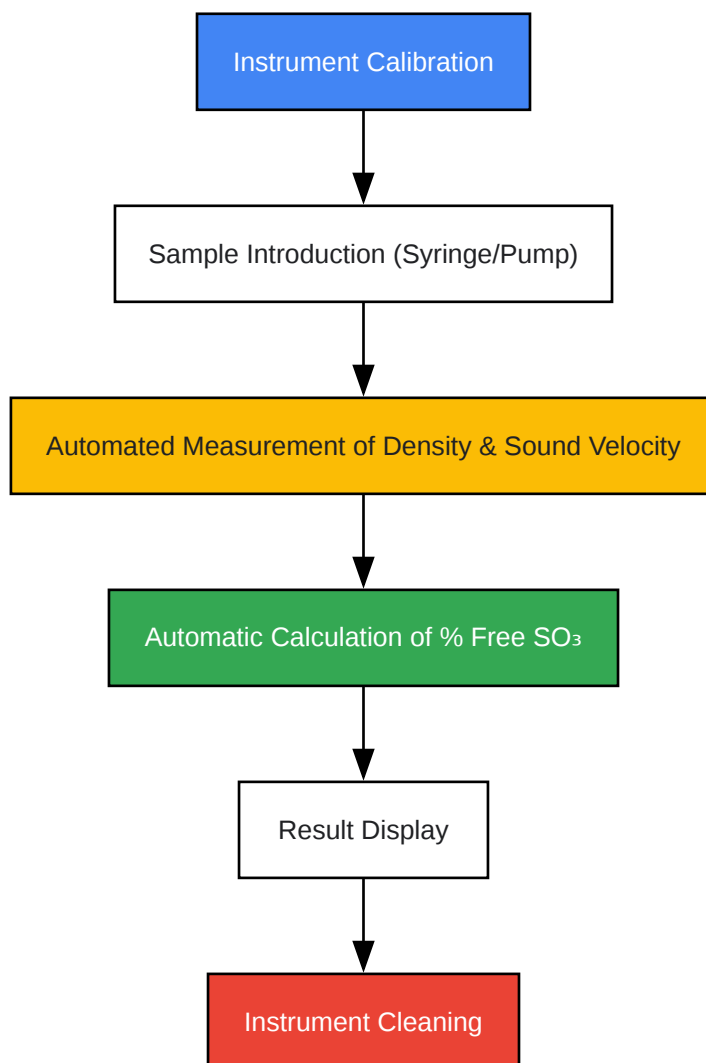 Instrument Calibration
Sample Introduction (Syringe/Pump)
Automated Measurement of Density & Sound Velocity
Automatic Calculation of % Free SO₃
Result Display
Instrument Cleaning